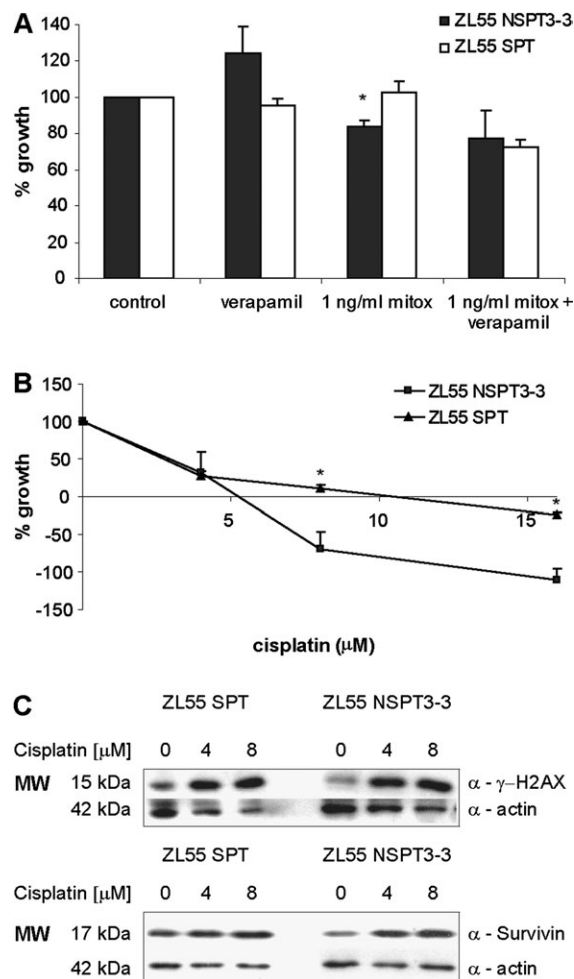 A
ZL55 NSPT3-3
ZL55 SPT
140
120
100
80
60
40
20
0
% growth
*
control
verapamil
1 ng/ml mitox
1 ng/ml mitox +
verapamil
B
ZL55 NSPT3-3
ZL55 SPT
150
100
50
0
-50
-100
-150
% growth
*
*
5
10
15
cisplatin (μM)
C
ZL55 SPT
ZL55 NSPT3-3
Cisplatin [μM] 0 4 8 0 4 8
MW 15 kDa α - γ–H2AX
42 kDa α - actin
ZL55 SPT
ZL55 NSPT3-3
Cisplatin [μM] 0 4 8 0 4 8
MW 17 kDa α - Survivin
42 kDa α - actin